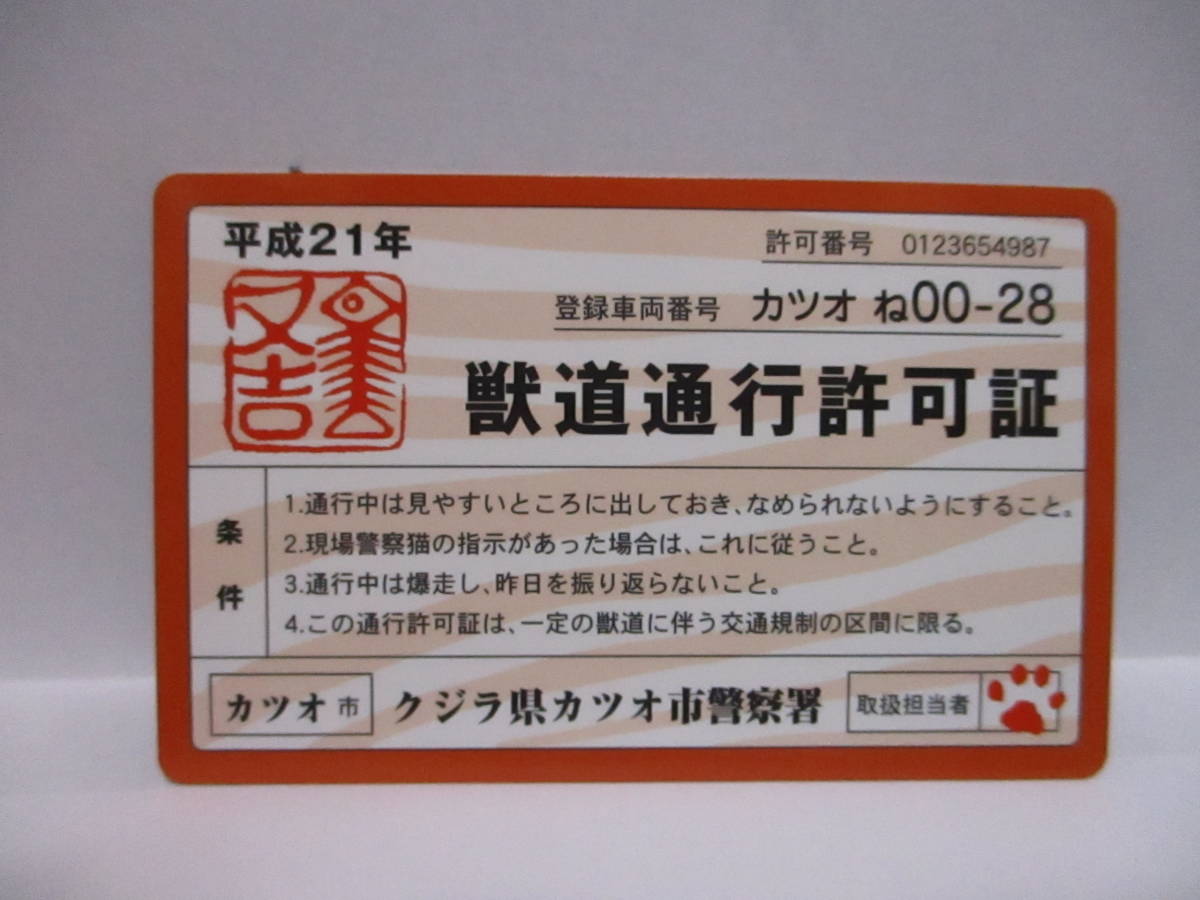 平成21年
許可番号 0123654987
登録車両番号 カツオ ね00-28
又吉
獣道通行許可証
条件
1.通行中は見やすいところに出しておき、なめられないようにすること。
2.現場警察猫の指示があった場合は、これに従うこと。
3.通行中は爆走し、昨日を振り返らないこと。
4.この通行許可証は、一定の獣道に伴う交通規制の区間に限る。
カツオ市
クジラ県カツオ市警察署
取扱担当者